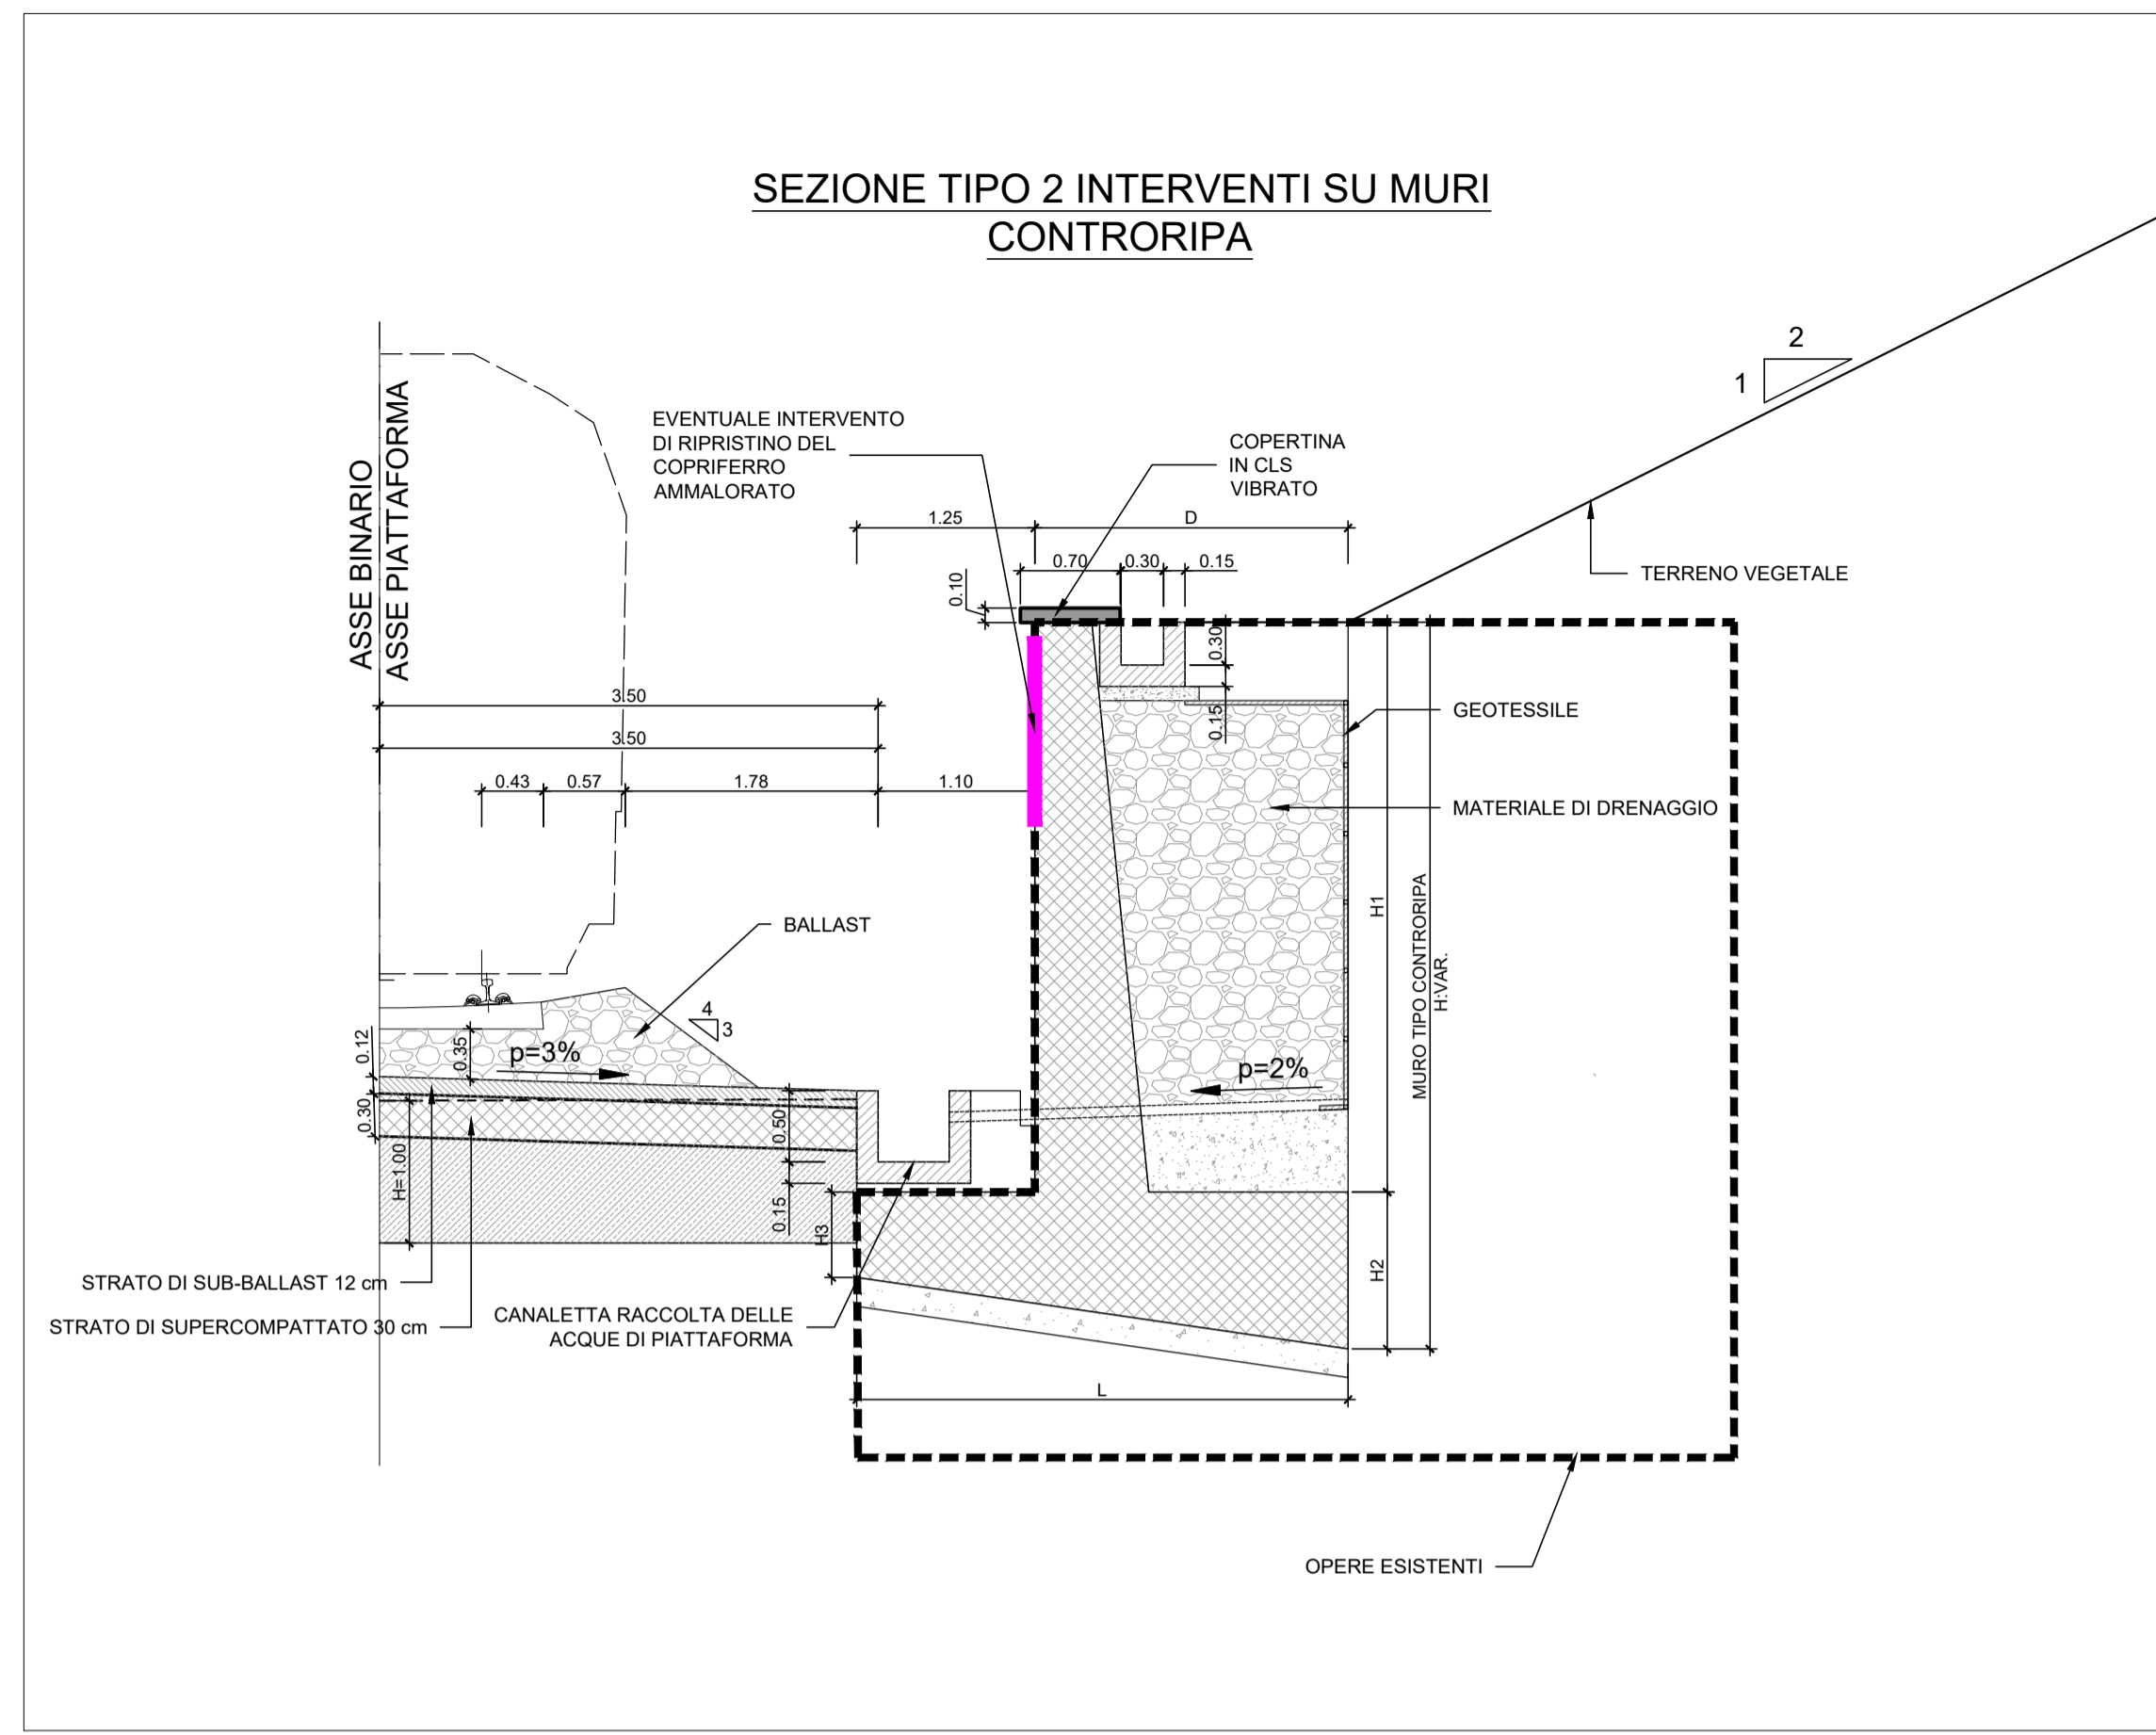 SEZIONE TIPO 2 INTERVENTI SU MURI
CONTRORIPA
2
1
ASSE BINARIO
ASSE PIATTAFORMA
EVENTUALE INTERVENTO
DI RIPRISTINO DEL
COPRIFERRO
AMMALORATO
COPERTINA
IN CLS
VIBRATO
1.25
D
TERRENO VEGETALE
0.70
0.30
0.15
0.10
0.30
0.15
3.50
3.50
GEOTESSILE
0.43
0.57
1.78
1.10
MATERIALE DI DRENAGGIO
H1
MURO TIPO CONTRORIPA
H:VAR.
BALLAST
4
3
0.12
0.35
p=3%
p=2%
0.30
H=1.00
0.50
0.15
H3
H2
STRATO DI SUB-BALLAST 12 cm
STRATO DI SUPERCOMPATTATO 30 cm
CANALETTA RACCOLTA DELLE
ACQUE DI PIATTAFORMA
L
OPERE ESISTENTI